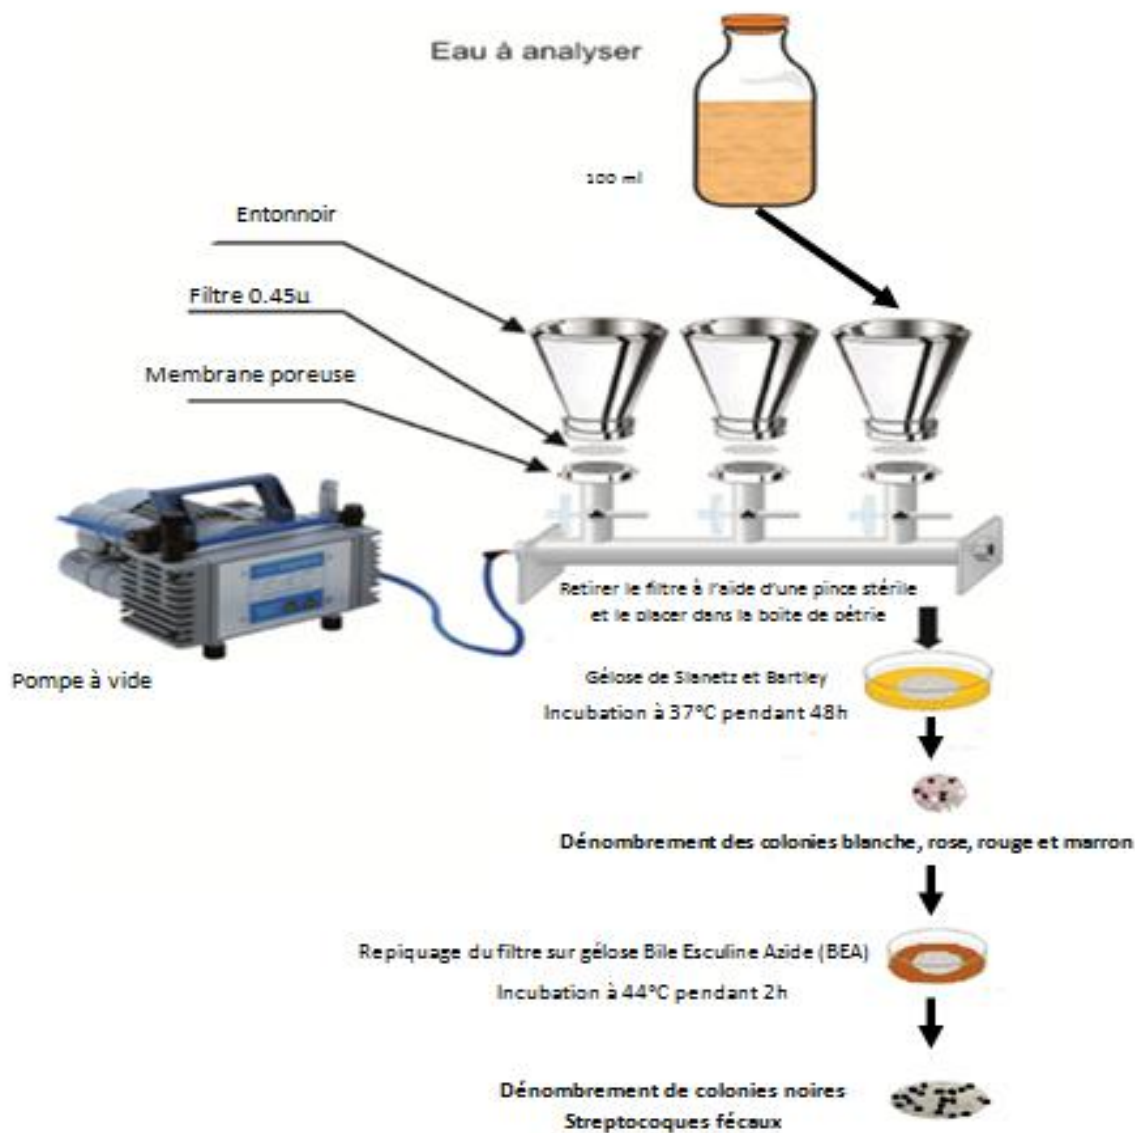 Eau à analyser
100 ml
Entonnoir
Filtre 0.45µ
Membrane poreuse
Retirer le filtre à l'aide d'une pince stérile
et le placer dans la boite de pétrie
Pompe à vide
Gélose de Slanetz et Bartley
Incubation à 37°C pendant 48h
Dénombrement des colonies blanche, rose, rouge et marron
Repiquage du filtre sur gélose Bile Esculine Azide (BEA)
Incubation à 44°C pendant 2h
Dénombrement de colonies noires
Streptocoques fécaux